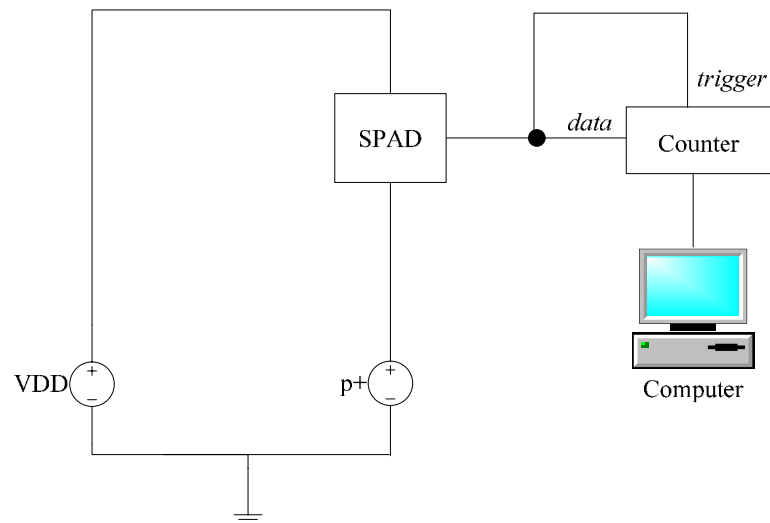 trigger
data
SPAD
Counter
VDD
p+
Computer